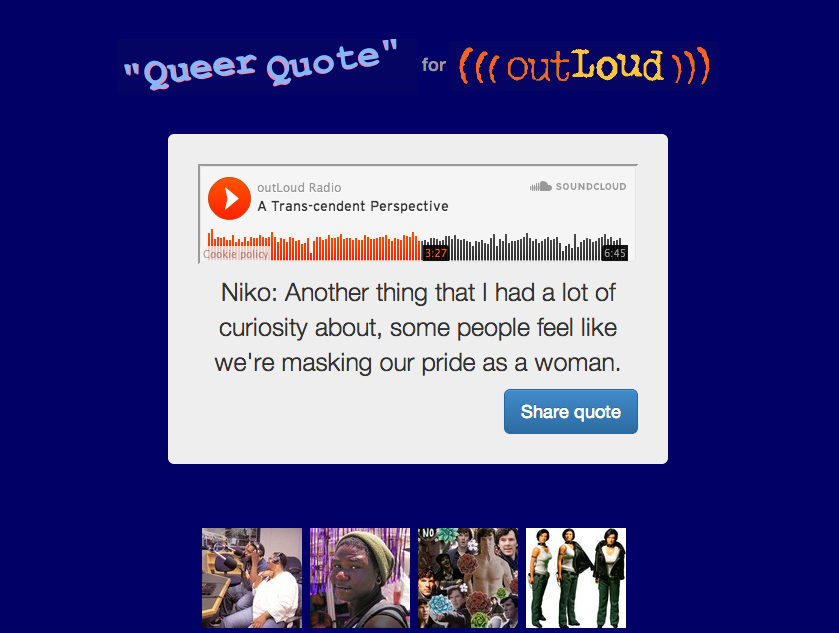 "Queer Quote" for ((( outLoud )))
outLoud Radio
SOUNDCLOUD
A Trans-cendent Perspective
Cookie policy
3:27
6:45
Niko: Another thing that I had a lot of
curiosity about, some people feel like
we're masking our pride as a woman.
Share quote
NO